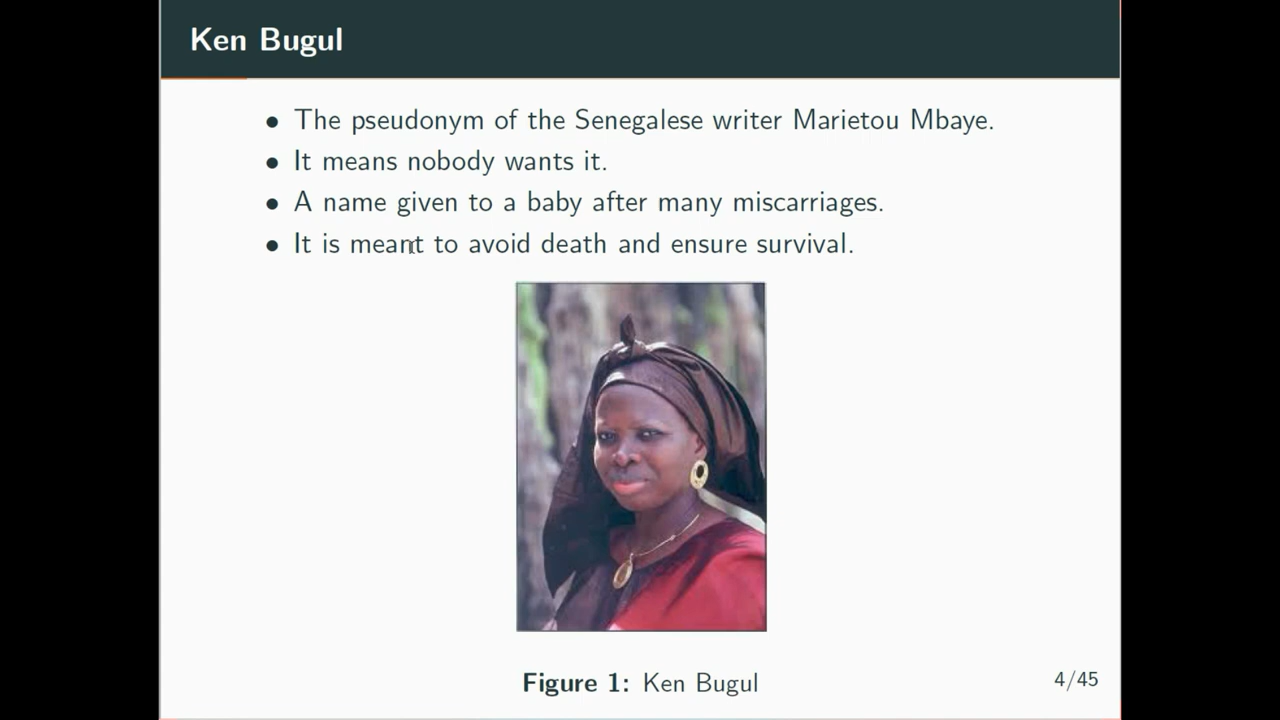 Ken Bugul
• The pseudonym of the Senegalese writer Marietou Mbaye.
• It means nobody wants it.
• A name given to a baby after many miscarriages.
• It is meant to avoid death and ensure survival.
Figure 1: Ken Bugul
4/45